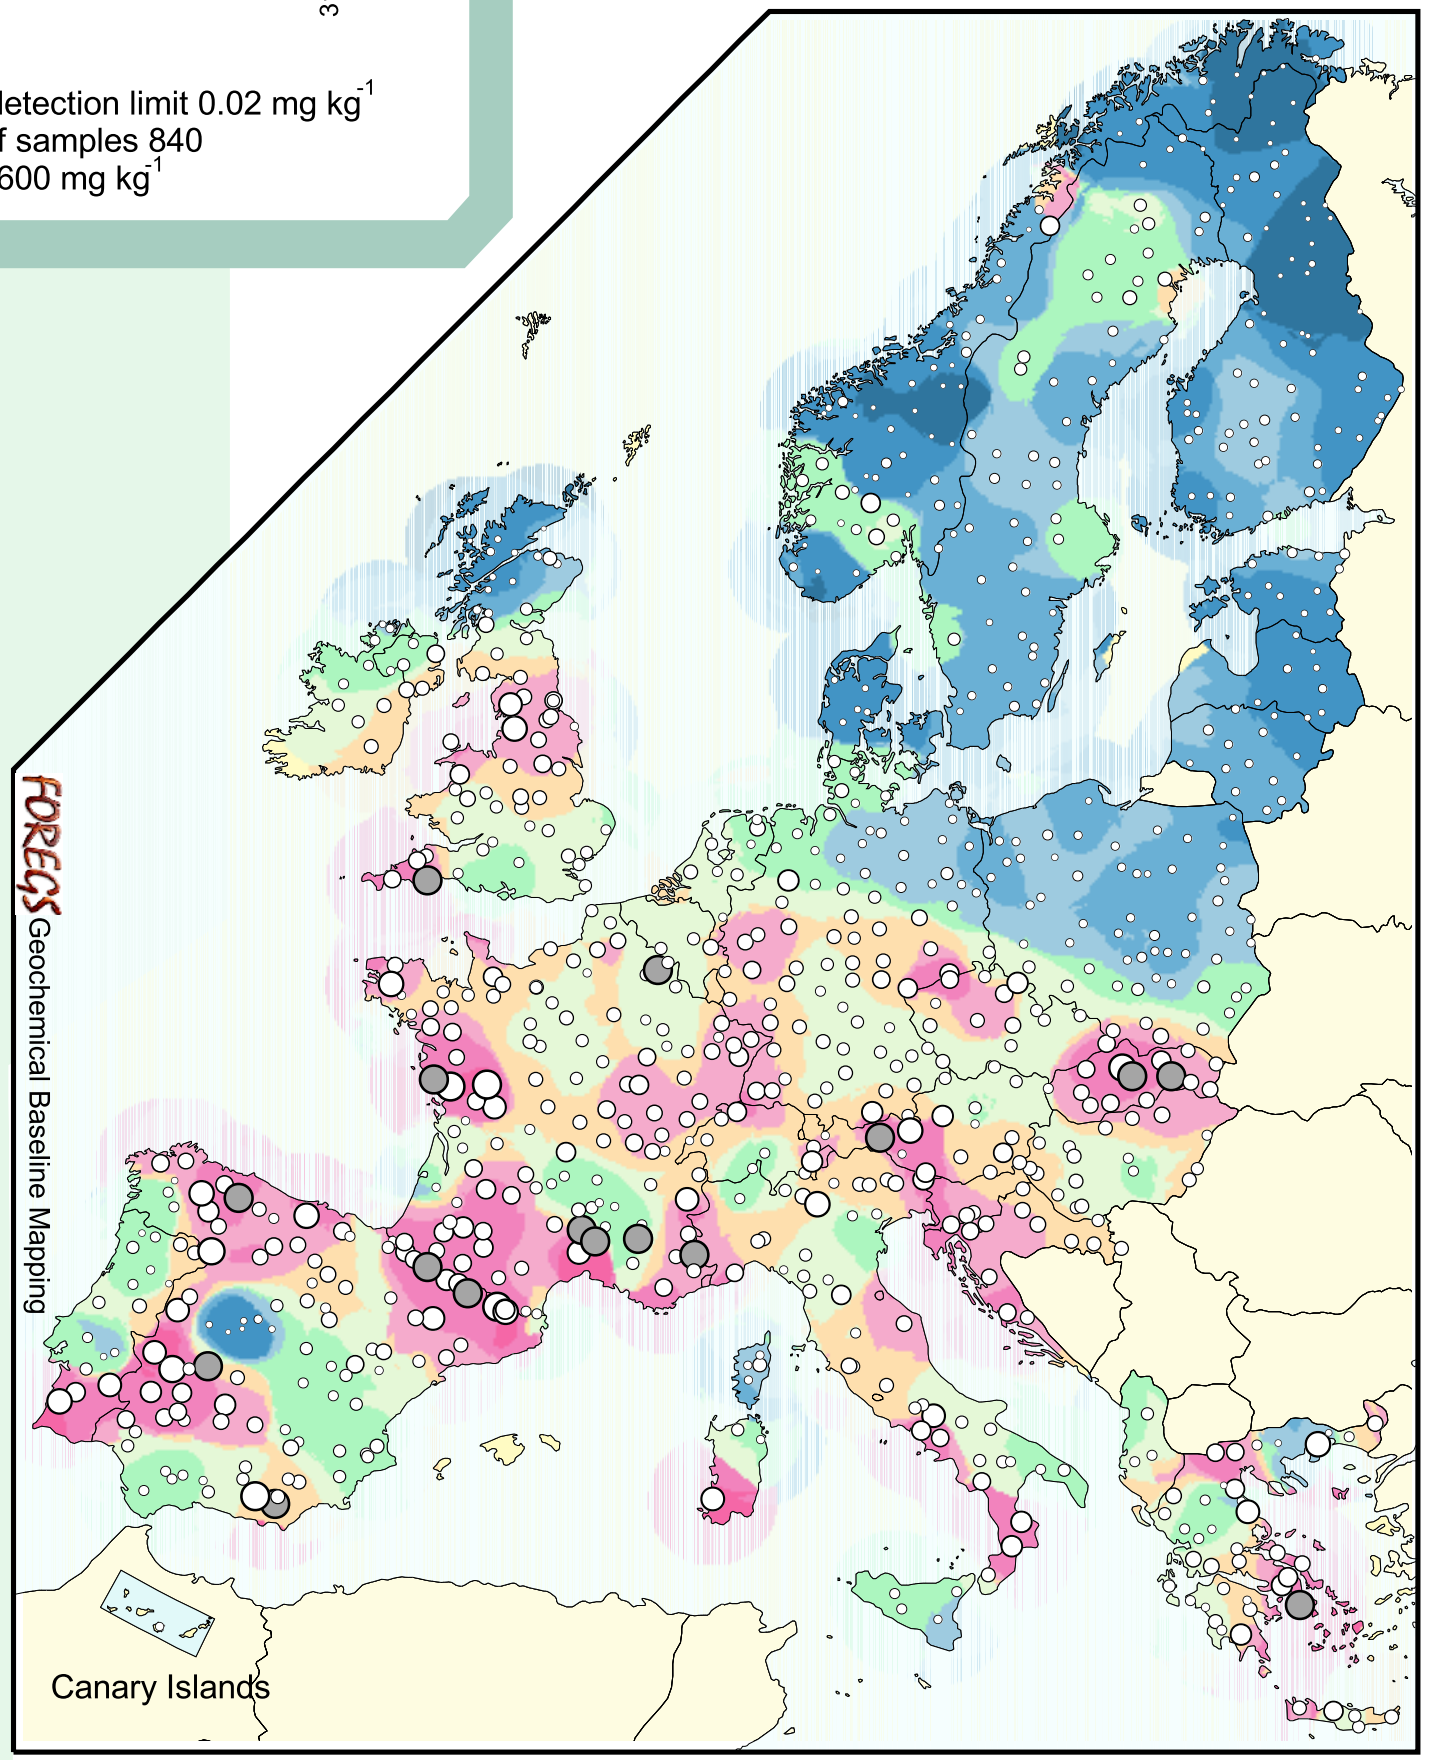 3
detection limit 0.02 mg kg-1
f samples 840
600 mg kg-1
FOREGS Geochemical Baseline Mapping
Canary Islands